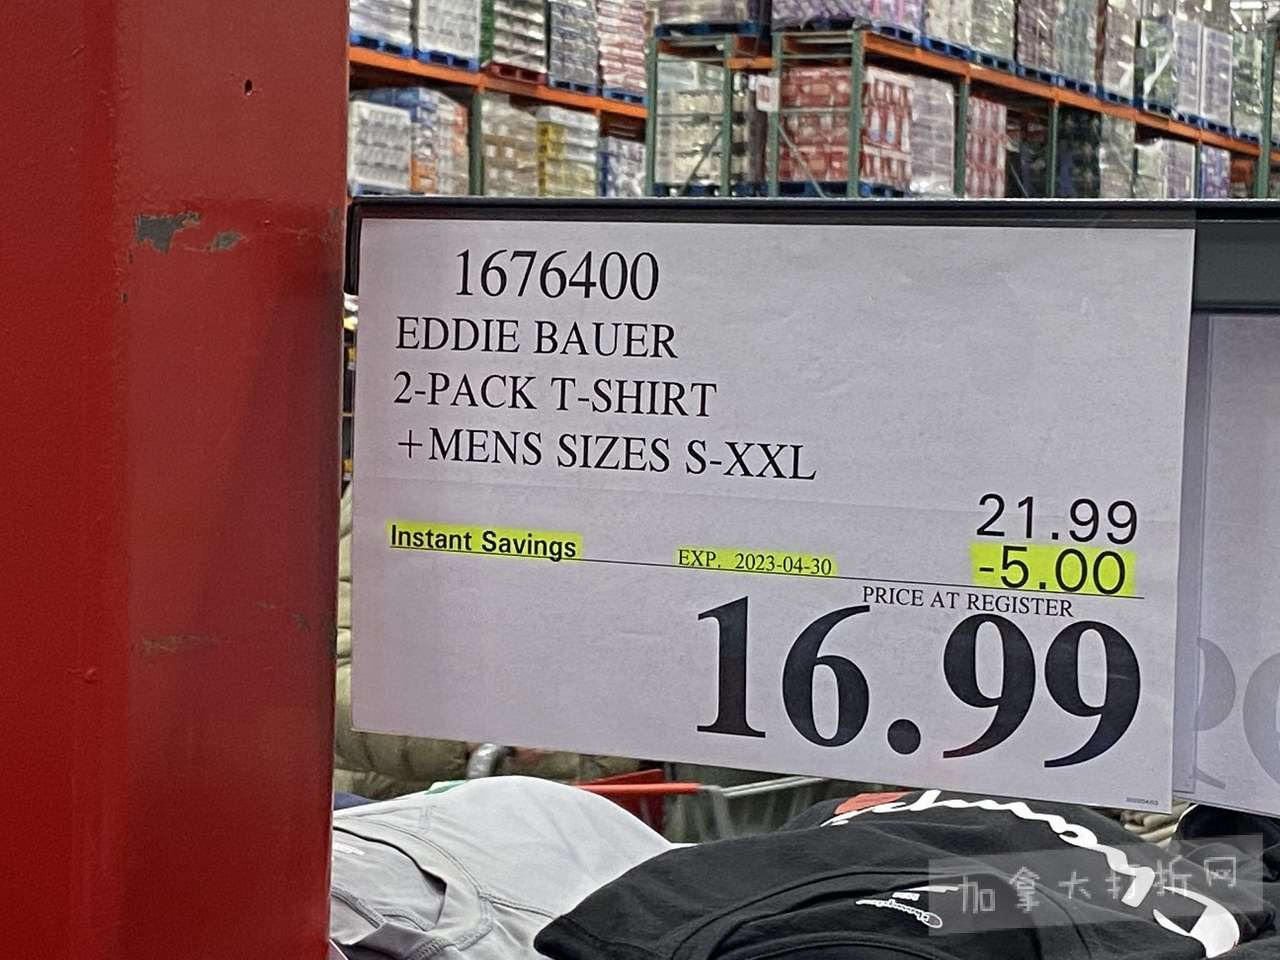 1676400
EDDIE BAUER
2-PACK T-SHIRT
+MENS SIZES S-XXL
21.99
Instant Savings EXP. 2023-04-30 -5.00
PRICE AT REGISTER
16.99
Champion
加拿大打折网